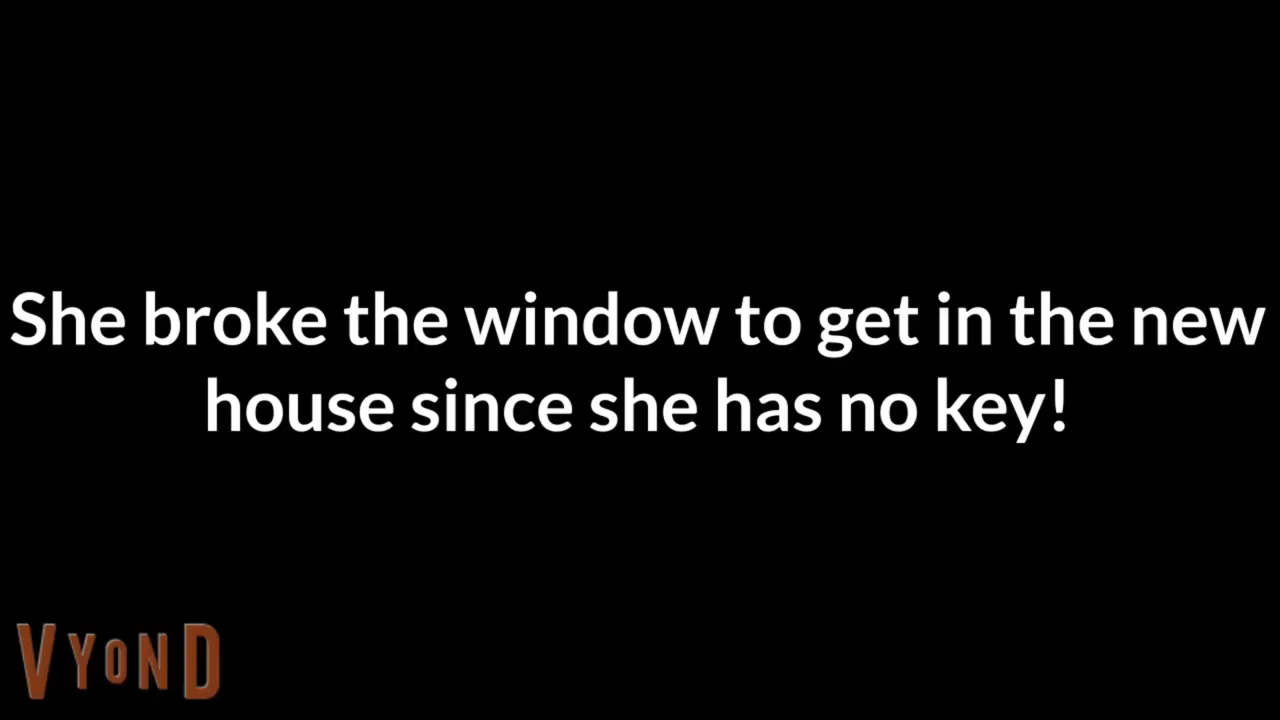 She broke the window to get in the new
house since she has no key!
VYOND